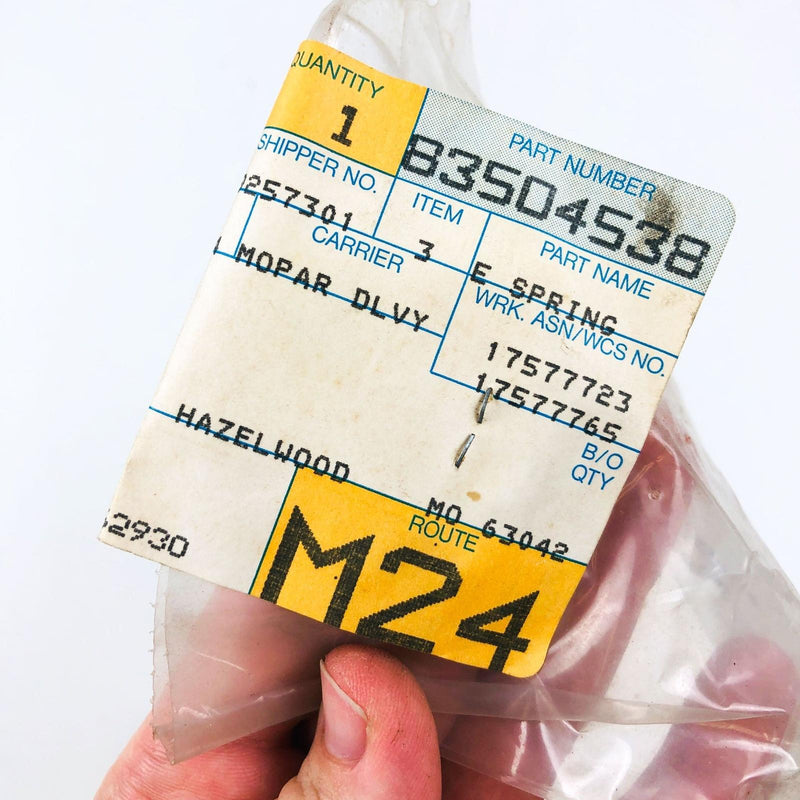 QUANTITY
1
PART NUMBER
83504538
SHIPPER NO.
2257301
ITEM
3
PART NAME
E SPRING
CARRIER
MOPAR DLVY
WRK. ASN/WCS NO.
17577723
17577765
B/O
QTY
HAZELWOOD MO 63042
ROUTE
M24
2930